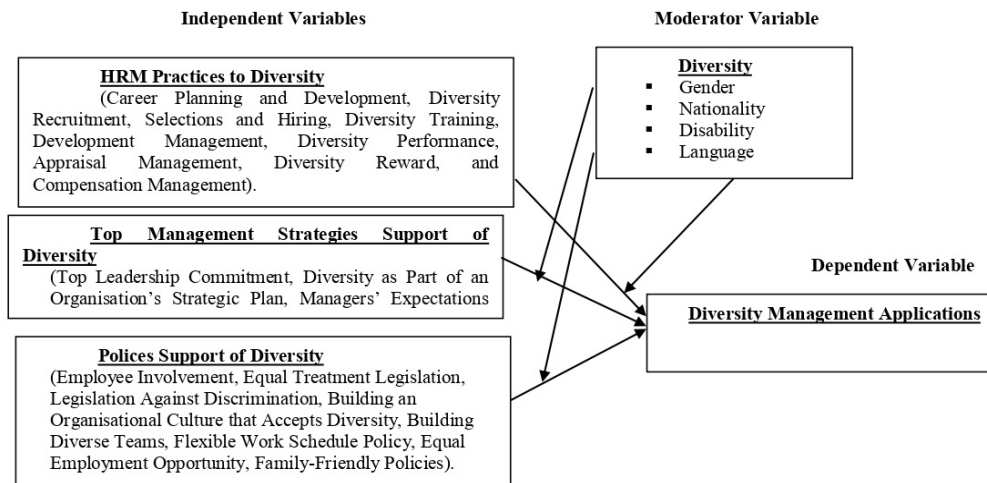 Independent Variables
HRM Practices to Diversity
(Career Planning and Development, Diversity
Recruitment, Selections and Hiring, Diversity Training,
Development Management, Diversity Performance,
Appraisal Management, Diversity Reward, and
Compensation Management).
Top Management Strategies Support of
Diversity
(Top Leadership Commitment, Diversity as Part of an
Organisation’s Strategic Plan, Managers’ Expectations
Polices Support of Diversity
(Employee Involvement, Equal Treatment Legislation,
Legislation Against Discrimination, Building an
Organisational Culture that Accepts Diversity, Building
Diverse Teams, Flexible Work Schedule Policy, Equal
Employment Opportunity, Family-Friendly Policies).
Moderator Variable
Diversity
▪ Gender
▪ Nationality
▪ Disability
▪ Language
Dependent Variable
Diversity Management Applications